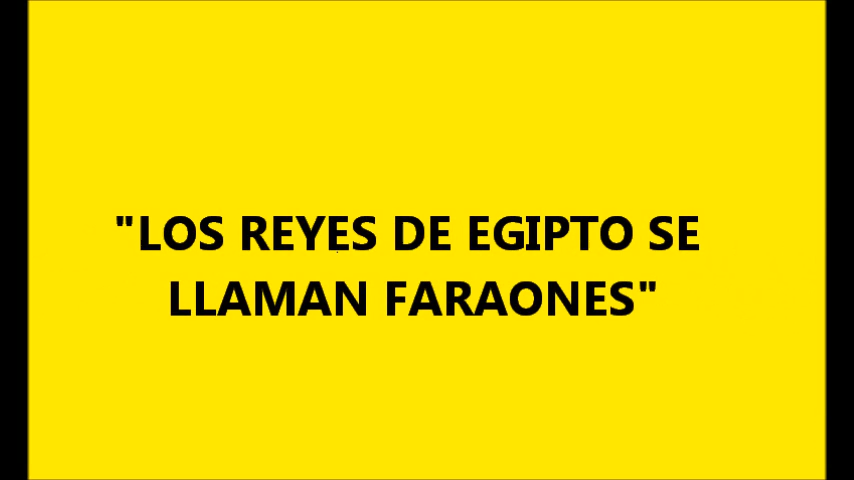 "LOS REYES DE EGIPTO SE
LLAMAN FARAONES"